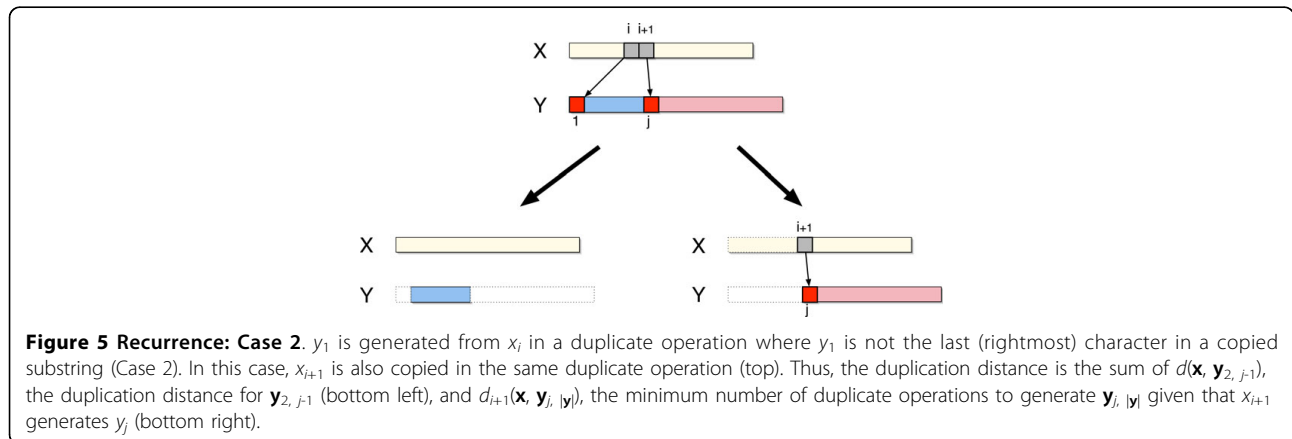 i i+1
X
Y
1 j
i+1
X X
Y Y
j
Figure 5 Recurrence: Case 2. y1 is generated from xi in a duplicate operation where y1 is not the last (rightmost) character in a copied
substring (Case 2). In this case, xi+1 is also copied in the same duplicate operation (top). Thus, the duplication distance is the sum of d(x, y2, j-1),
the duplication distance for y2, j-1 (bottom left), and di+1(x, yj, |y|), the minimum number of duplicate operations to generate yj, |y| given that xi+1
generates yj (bottom right).